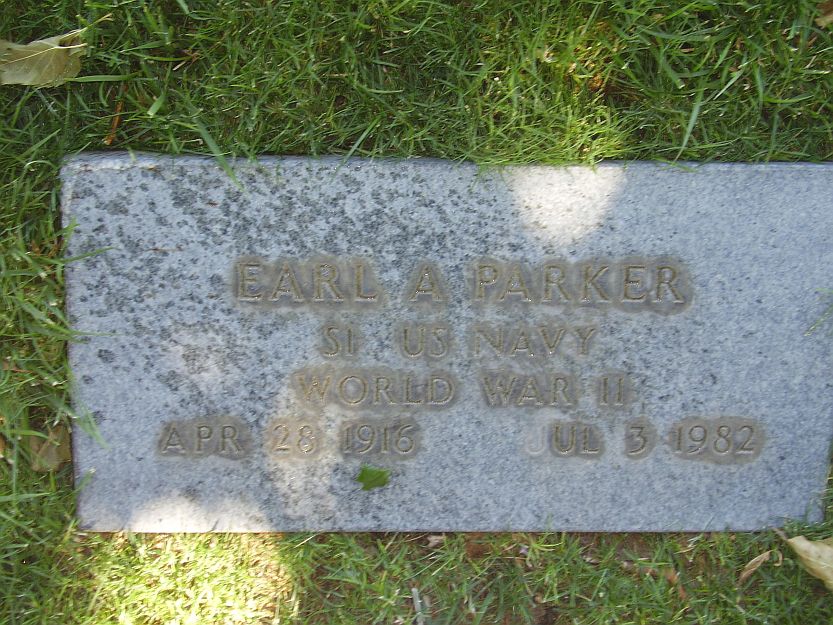 EARL A PARKER
S1 US NAVY
WORLD WAR II
APR 28 1916 JUL 3 1982